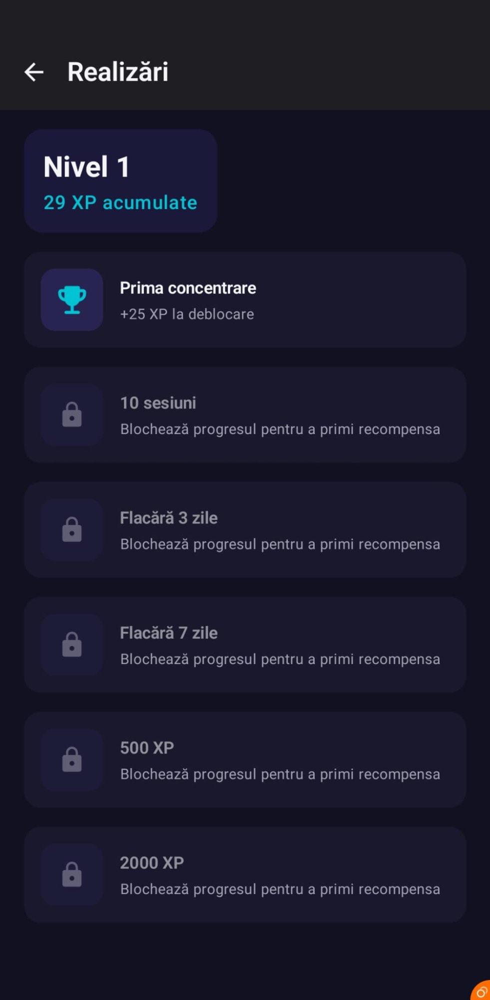 Realizări
Nivel 1
29 XP acumulate
Prima concentrare
+25 XP la deblocare
10 sesiuni
Blochează progresul pentru a primi recompensa
Flacără 3 zile
Blochează progresul pentru a primi recompensa
Flacără 7 zile
Blochează progresul pentru a primi recompensa
500 XP
Blochează progresul pentru a primi recompensa
2000 XP
Blochează progresul pentru a primi recompensa